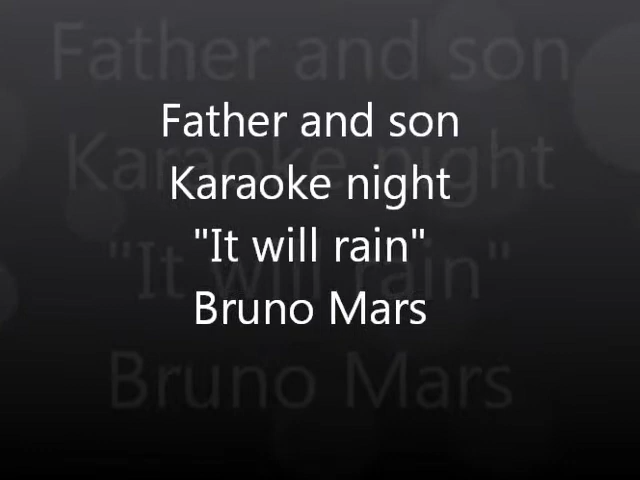 Father and son
Karaoke night
"It will rain"
Bruno Mars